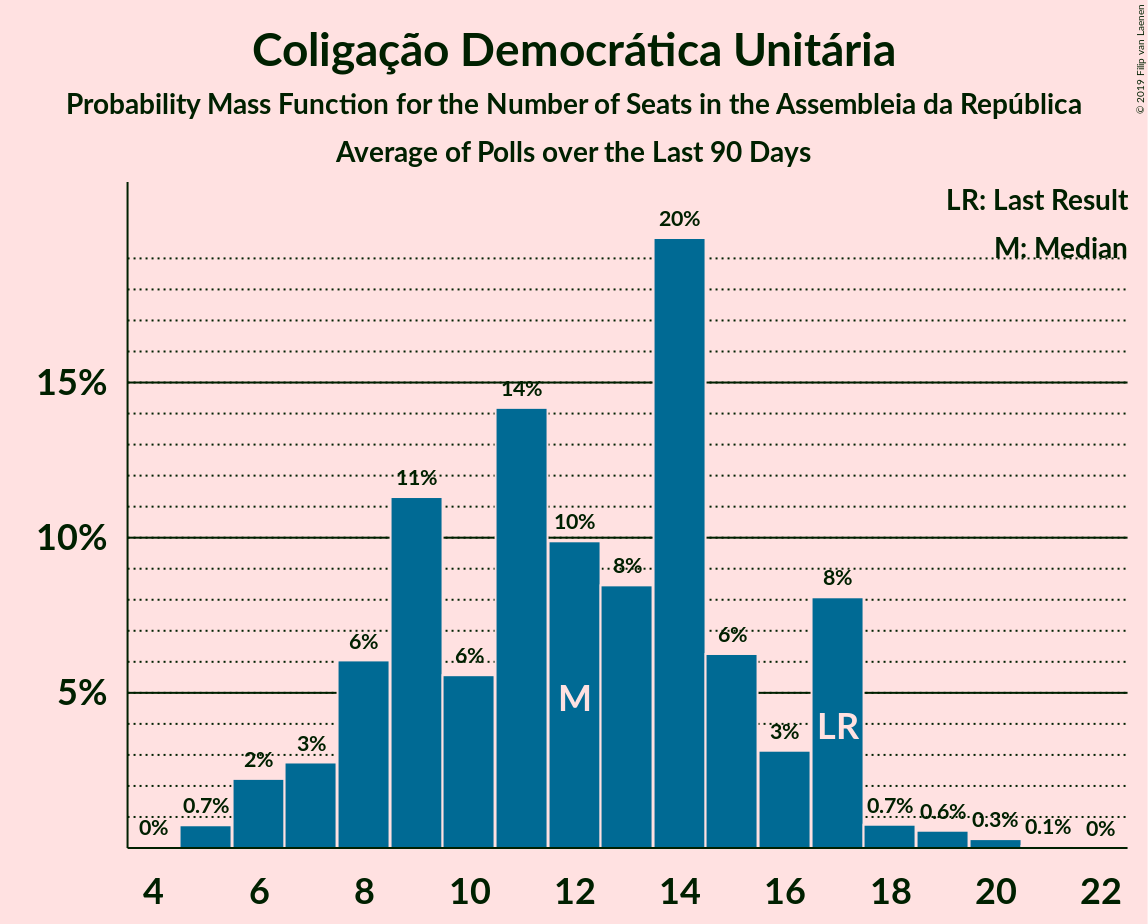 Coligação Democrática Unitária
Probability Mass Function for the Number of Seats in the Assembleia da República
Average of Polls over the Last 90 Days
© 2019 Filip van Laenen
LR: Last Result
M: Median
15%
10%
5%
0%
0.7%
2%
3%
6%
11%
6%
14%
10%
8%
20%
6%
3%
8%
0.7%
0.6%
0.3%
0.1%
0%
M
LR
4 6 8 10 12 14 16 18 20 22